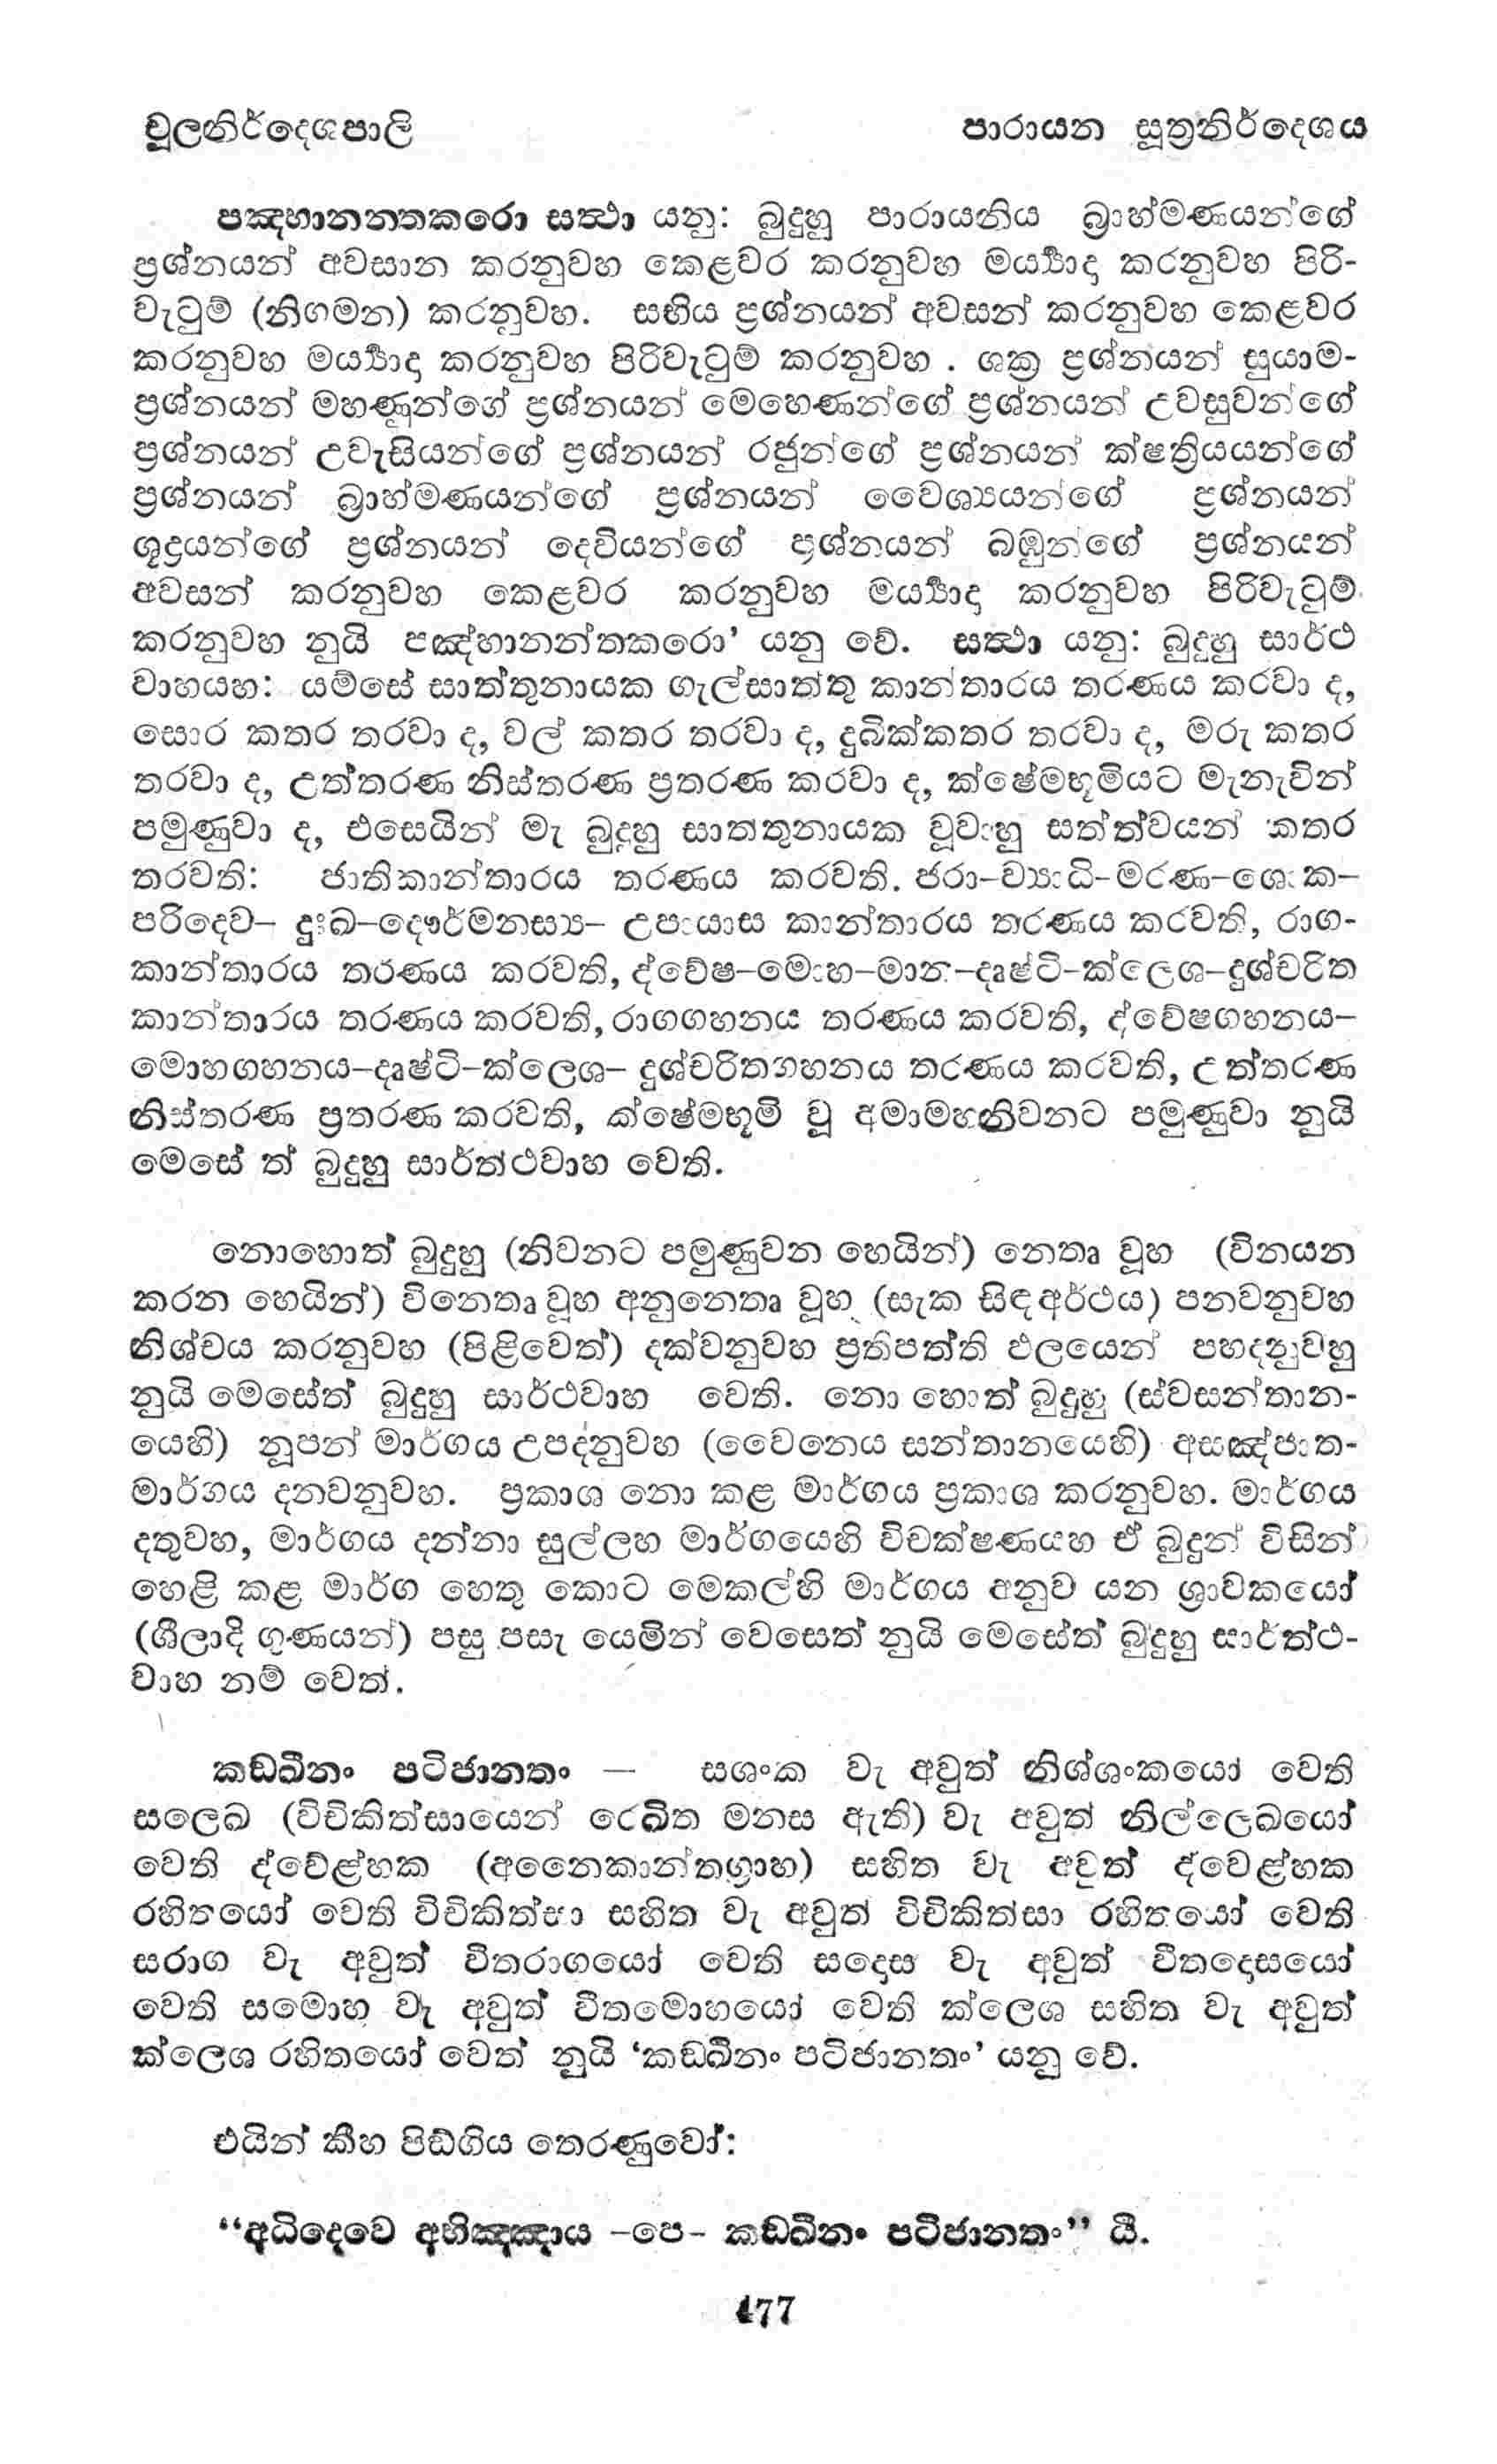 චූලනිර්දෙශපාලි පාරායන සූත්‍රනිර්දෙශය
පඤ්හානන්තකරො සත්‍ථා යනු: බුදුහු පාරායනිය බ්‍රාහ්මණයන්ගේ
ප්‍රශ්නයන් අවසාන කරනුවහ කෙළවර කරනුවහ මර්‍ය්‍යාදා කරනුවහ පිරි-
වැටුම් (නිගමන) කරනුවහ. සභිය ප්‍රශ්නයන් අවසන් කරනුවහ කෙළවර
කරනුවහ මර්‍ය්‍යාදා කරනුවහ පිරිවැටුම් කරනුවහ. ශක්‍ර ප්‍රශ්නයන් සුයාම-
ප්‍රශ්නයන් මහණුන්ගේ ප්‍රශ්නයන් මෙහෙණන්ගේ ප්‍රශ්නයන් උවසුවන්ගේ
ප්‍රශ්නයන් උවැසියන්ගේ ප්‍රශ්නයන් රජුන්ගේ ප්‍රශ්නයන් ක්ෂත්‍රියයන්ගේ
ප්‍රශ්නයන් බ්‍රාහ්මණයන්ගේ ප්‍රශ්නයන් වෛශ්‍යයන්ගේ ප්‍රශ්නයන්
ශූද්‍රයන්ගේ ප්‍රශ්නයන් දෙවියන්ගේ ප්‍රශ්නයන් බඹුන්ගේ ප්‍රශ්නයන්
අවසන් කරනුවහ කෙළවර කරනුවහ මර්‍ය්‍යාදා කරනුවහ පිරිවැටුම්
කරනුවහ නුයි පඤ්හානන්තකරො’ යනු වේ. සත්‍ථා යනු: බුදුහු සාර්ථ
වාහයහ: යම්සේ සාත්තුනායක ගැල්සාත්තු කාන්තාරය තරණය කරවා ද,
සොර කතර තරවා ද, වල් කතර තරවා ද, දුබික්කතර තරවා ද, මරු කතර
තරවා ද, උත්තරණ නිස්තරණ ප්‍රතරණ කරවා ද, ක්ෂේමභූමියට මැනැවින්
පමුණුවා ද, එසෙයින් මැ බුදුහු සාත්තුනායක වූවාහු සත්ත්වයන් කතර
තරවති: ජාතිකාන්තාරය තරණය කරවති. ජරා–ව්‍යාධි–මරණ–ශොක–
පරිදෙව– දුඃඛ–දෞර්මනස්‍ය– උපායාස කාන්තාරය තරණය කරවති, රාග-
කාන්තාරය තරණය කරවති, ද්වේෂ–මොහ–මාන–දෘෂ්ටි–ක්ලෙශ–දුශ්චරිත
කාන්තාරය තරණය කරවති, රාගගහනය තරණය කරවති, ද්වේෂගහනය–
මොහගහනය–දෘෂ්ටි–ක්ලෙශ– දුශ්චරිතගහනය තරණය කරවති, උත්තරණ
නිස්තරණ ප්‍රතරණ කරවති, ක්ෂේමභූමි වූ අමාමහනිවනට පමුණුවා නුයි
මෙසේ ත් බුදුහු සාර්ත්ථවාහ වෙති.
නොහොත් බුදුහු (නිවනට පමුණුවන හෙයින්) නෙතෘ වූහ (විනයන
කරන හෙයින්) විනෙතෘ වූහ අනුනෙතෘ වූහ (සැක සිඳ අර්ථය) පනවනුවහ
නිශ්චය කරනුවහ (පිළිවෙත්) දක්වනුවහ ප්‍රතිපත්ති ඵලයෙන් පහදනුවහු
නුයි මෙසේත් බුදුහු සාර්ථවාහ වෙති. නො හොත් බුදුහු (ස්වසන්තාන-
යෙහි) නූපන් මාර්ගය උපදනුවහ (වෛනෙය සන්තානයෙහි) අසඤ්ජාත-
මාර්ගය දනවනුවහ. ප්‍රකාශ නො කළ මාර්ගය ප්‍රකාශ කරනුවහ. මාර්ගය
දතුවහ, මාර්ගය දන්නා සුල්ලහ මාර්ගයෙහි විචක්ෂණයහ ඒ බුදුන් විසින්
හෙළි කළ මාර්ග හෙතු කොට මෙකල්හි මාර්ගය අනුව යන ශ්‍රාවකයෝ
(ශීලාදි ගුණයන්) පසු පසැ යෙමින් වෙසෙත් නුයි මෙසේත් බුදුහු සාර්ත්ථ-
වාහ නම් වෙත්.
කඞ්ඛීනං පටිජානතං — සශංක වැ අවුත් නිශ්ශංකයෝ වෙති
සලෙඛ (විචිකිත්සායෙන් රෙඛිත මනස ඇති) වැ අවුත් නිල්ලෙඛයෝ
වෙති ද්වේළ්හක (අනෛකාන්තග්‍රාහ) සහිත වැ අවුත් ද්වෙළ්හක
රහිතයෝ වෙති විචිකිත්සා සහිත වැ අවුත් විචිකිත්සා රහිතයෝ වෙති
සරාග වැ අවුත් විතරාගයෝ වෙති සදොස වැ අවුත් වීතදොසයෝ
වෙති සමොහ වැ අවුත් වීතමොහයෝ වෙති ක්ලෙශ සහිත වැ අවුත්
ක්ලෙශ රහිතයෝ වෙත් නුයි ‘කඞ්ඛීනං පටිජානතං’ යනු වේ.
එයින් කීහ පිඞ්ගිය තෙරණුවෝ:
“අධිදෙවෙ අභිඤ්ඤාය –පෙ– කඞ්ඛීනං පටිජානතං” යී.
477